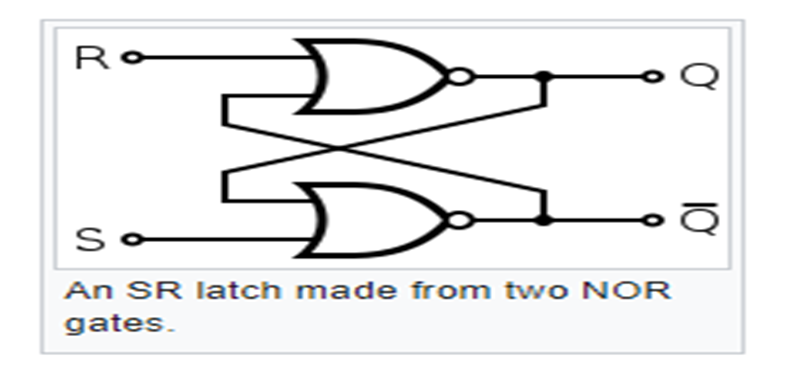 R
Q
S
Q̅
An SR latch made from two NOR
gates.